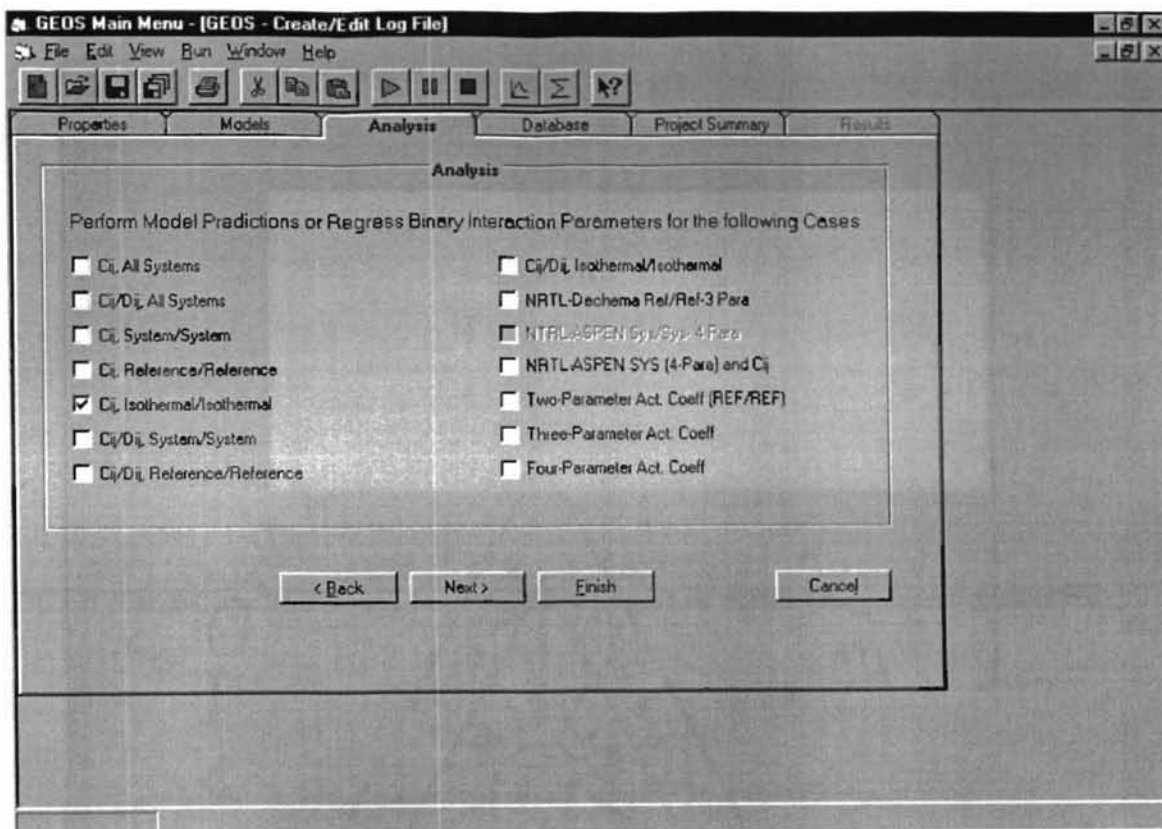 GEOS Main Menu - [GEOS - Create/Edit Log File]
File Edit View Run Window Help
Properties Models Analysis Database Project Summary Results
Analysis
Perform Model Predictions or Regress Binary Interaction Parameters for the following Cases
Cij, All Systems
Cij/Dij, All Systems
Cij, System/System
Cij, Reference/Reference
Cij, Isothermal/Isothermal
Cij/Dij, System/System
Cij/Dij, Reference/Reference
Cij/Dij, Isothermal/Isothermal
NRTL-Dechema Ref/Ref-3 Para
NTRL-ASPEN Sys/Sys- 4 Para
NRTL-ASPEN SYS (4-Para) and Cij
Two-Parameter Act. Coeff (REF/REF)
Three-Parameter Act. Coeff
Four-Parameter Act. Coeff
< Back Next > Finish Cancel